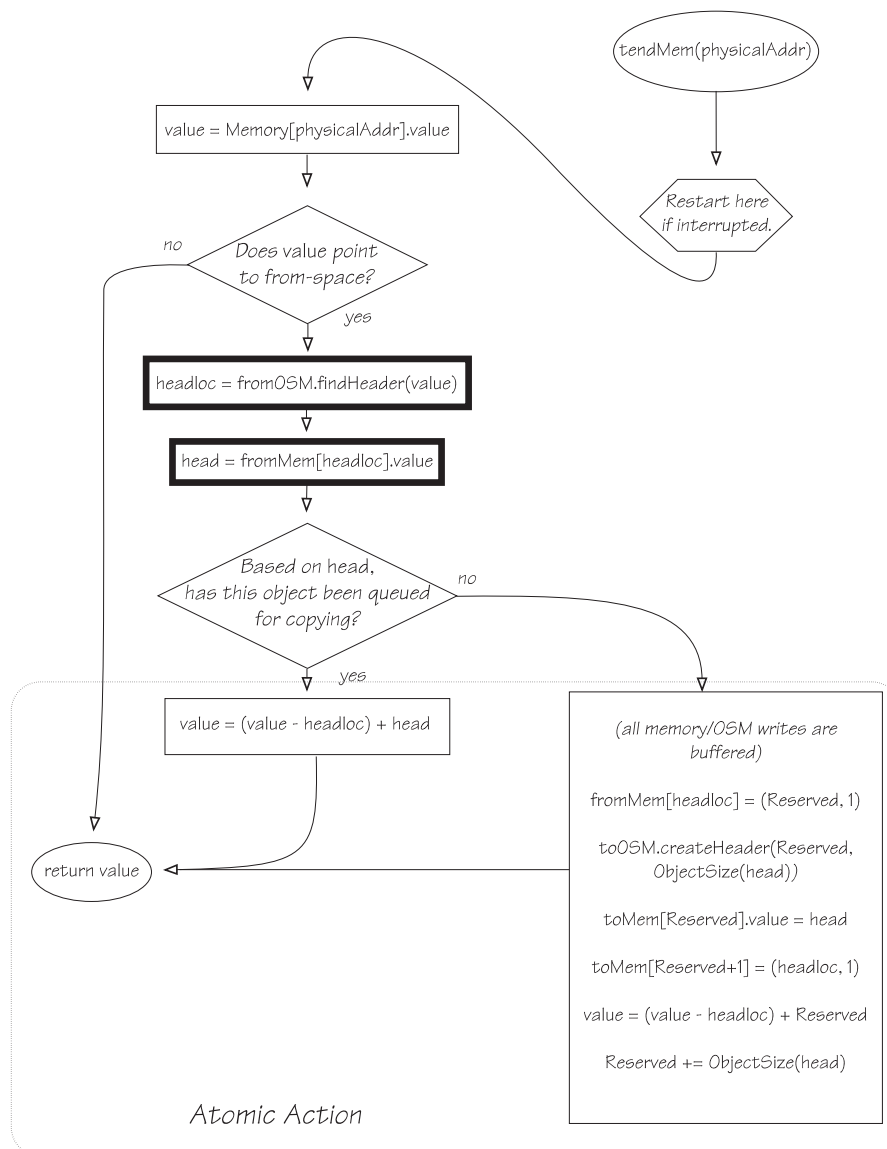 tendMem(physicalAddr)
Restart here
if interrupted.
value = Memory[physicalAddr].value
no
Does value point
to from-space?
yes
headloc = fromOSM.findHeader(value)
head = fromMem[headloc].value
Based on head,
has this object been queued
for copying?
no
yes
value = (value - headloc) + head
(all memory/OSM writes are
buffered)
fromMem[headloc] = (Reserved, 1)
toOSM.createHeader(Reserved,
ObjectSize(head))
toMem[Reserved].value = head
toMem[Reserved+1] = (headloc, 1)
value = (value - headloc) + Reserved
Reserved += ObjectSize(head)
return value
Atomic Action